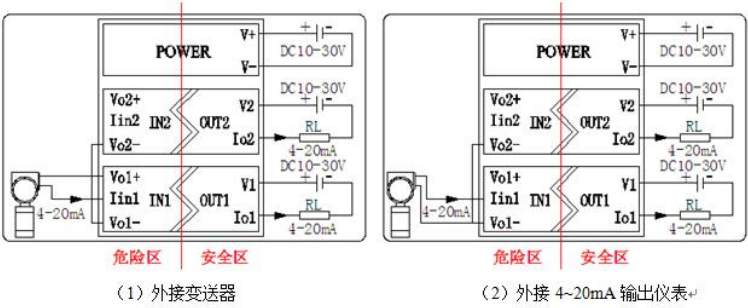 POWER
V+
V-
DC10-30V
Vo2+
Iin2
Vo2-
IN2
OUT2
V2
Io2
DC10-30V
RL
4-20mA
Vo1+
Iin1
Vo1-
IN1
OUT1
V1
Io1
DC10-30V
RL
4-20mA
4-20mA
危险区
安全区
（1）外接变送器
POWER
V+
V-
DC10-30V
Vo2+
Iin2
Vo2-
IN2
OUT2
V2
Io2
DC10-30V
RL
4-20mA
Vo1+
Iin1
Vo1-
IN1
OUT1
V1
Io1
DC10-30V
RL
4-20mA
4-20mA
危险区
安全区
（2）外接 4~20mA 输出仪表